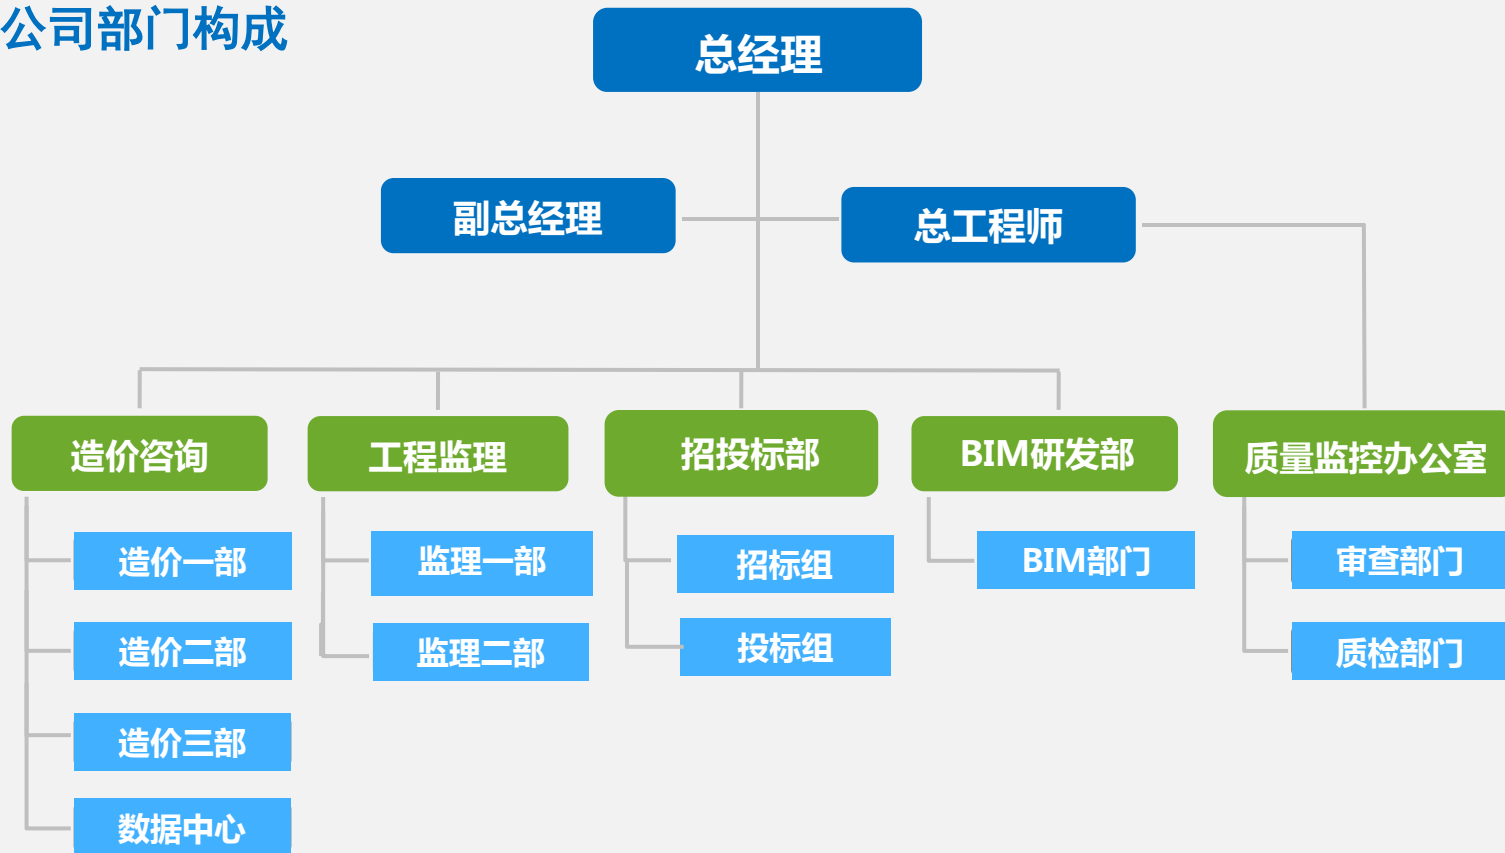 公司部门构成
总经理
副总经理
总工程师
造价咨询
工程监理
招投标部
BIM研发部
质量监控办公室
造价一部
监理一部
招标组
BIM部门
审查部门
造价二部
监理二部
投标组
质检部门
造价三部
数据中心